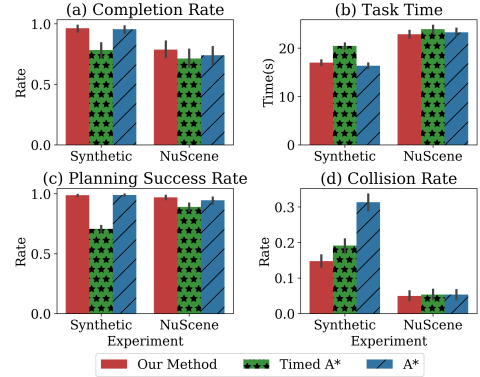 (a) Completion Rate
1.0
0.5
0.0
Rate
Synthetic
NuScene
(b) Task Time
20
10
0
Time(s)
Synthetic
NuScene
(c) Planning Success Rate
1.0
0.5
0.0
Rate
Synthetic
NuScene
Experiment
(d) Collision Rate
0.3
0.2
0.1
0.0
Rate
Synthetic
NuScene
Experiment
Our Method
Timed A*
A*